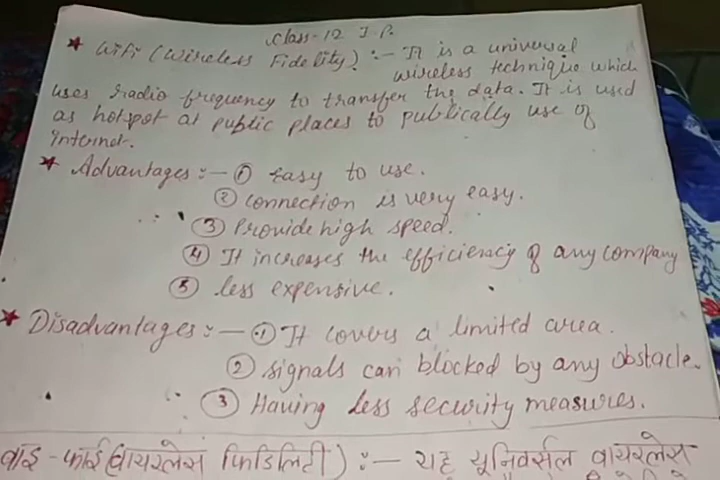 Class-12 I.P.
* WiFi (Wireless Fidelity) :- It is a universal
wireless technique which
uses radio frequency to transfer the data. It is used
as hotspot at public places to publically use of
Internet.
* Advantages :- ① Easy to use.
② connection is very easy.
③ Provide high speed.
④ It increases the efficiency of any company
⑤ less expensive.
* Disadvantages :- ① It covers a limited area.
② signals can blocked by any obstacle.
③ Having less security measures.
वाई-फाई (वायरलेस फिडिलिटी) :- यह यूनिवर्सल वायरलेस